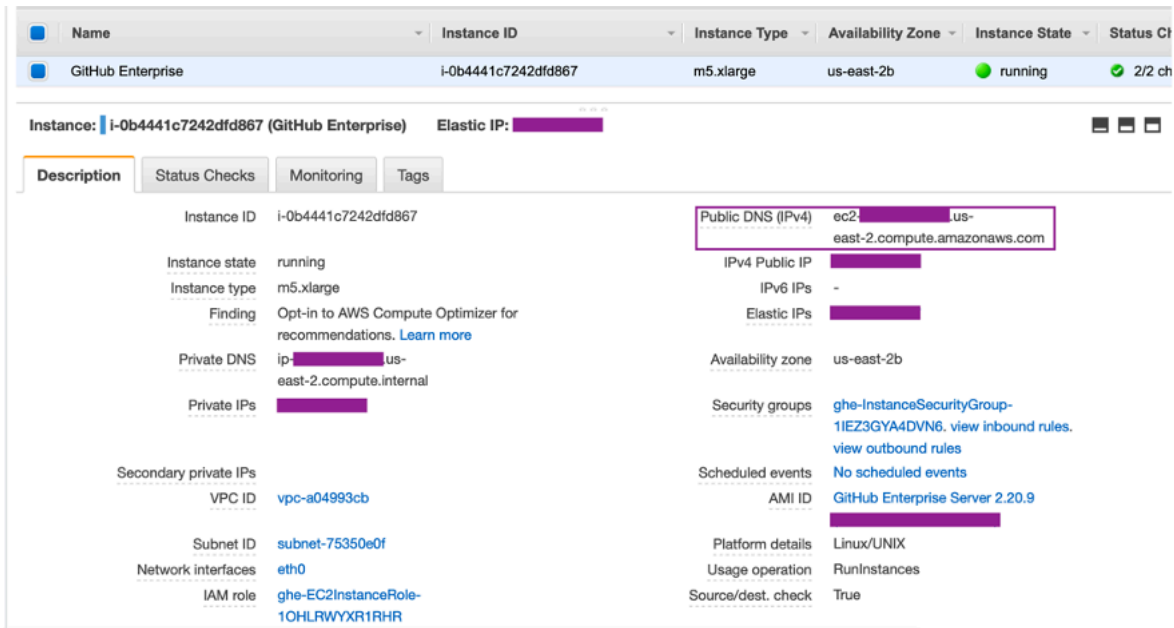 Name Instance ID Instance Type Availability Zone Instance State Status Ch
GitHub Enterprise i-0b4441c7242dfd867 m5.xlarge us-east-2b running 2/2 ch
Instance: i-0b4441c7242dfd867 (GitHub Enterprise) Elastic IP:
Description Status Checks Monitoring Tags
Instance ID i-0b4441c7242dfd867
Instance state running
Instance type m5.xlarge
Finding Opt-in to AWS Compute Optimizer for
recommendations. Learn more
Private DNS ip- .us-
east-2.compute.internal
Private IPs
Secondary private IPs
VPC ID vpc-a04993cb
Subnet ID subnet-75350e0f
Network interfaces eth0
IAM role ghe-EC2InstanceRole-
1OHLRWYXR1RHR
Public DNS (IPv4) ec2- .us-
east-2.compute.amazonaws.com
IPv4 Public IP
IPv6 IPs -
Elastic IPs
Availability zone us-east-2b
Security groups ghe-InstanceSecurityGroup-
1IEZ3GYA4DVN6. view inbound rules.
view outbound rules
Scheduled events No scheduled events
AMI ID GitHub Enterprise Server 2.20.9
Platform details Linux/UNIX
Usage operation RunInstances
Source/dest. check True